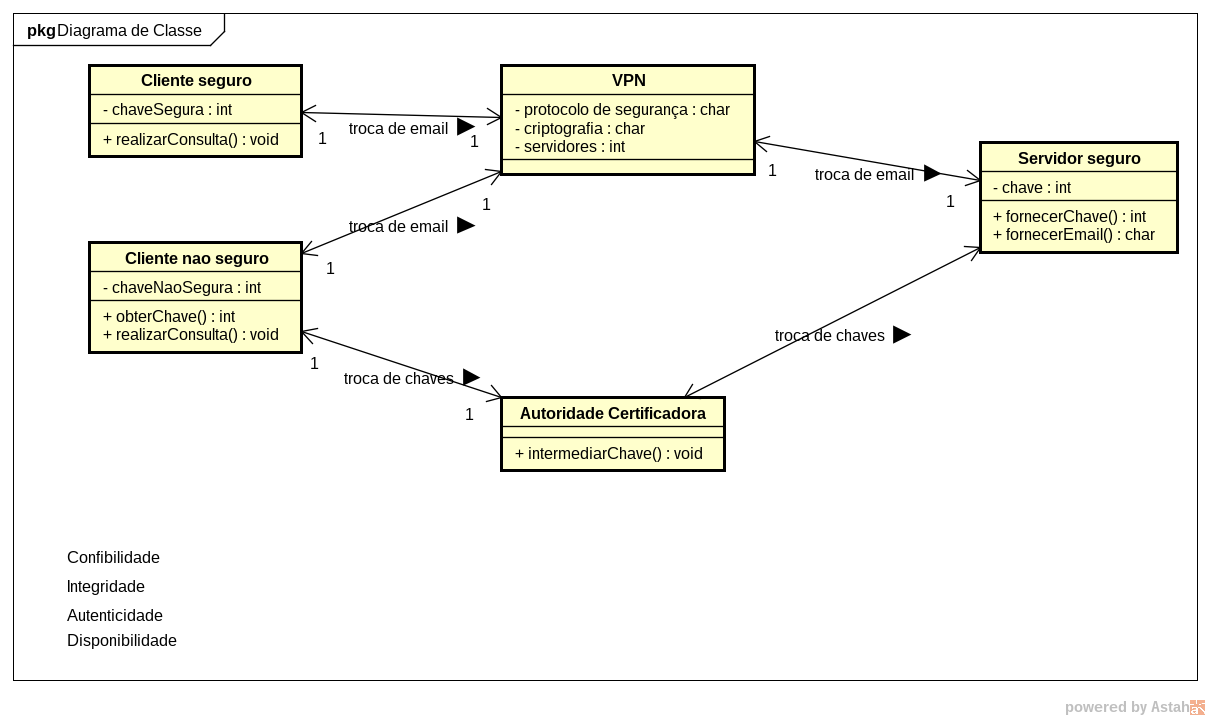 pkg Diagrama de Classe
Cliente seguro
- chaveSegura : int
+ realizarConsulta() : void
1
troca de email
1
VPN
- protocolo de segurança : char
- criptografia : char
- servidores : int
1
troca de email
1
Servidor seguro
- chave : int
+ fornecerChave() : int
+ fornecerEmail() : char
1
troca de email
1
Cliente nao seguro
- chaveNaoSegura : int
+ obterChave() : int
+ realizarConsulta() : void
1
troca de chaves
1
troca de chaves
Autoridade Certificadora
+ intermediarChave() : void
Confibilidade
Integridade
Autenticidade
Disponibilidade
powered by Astah